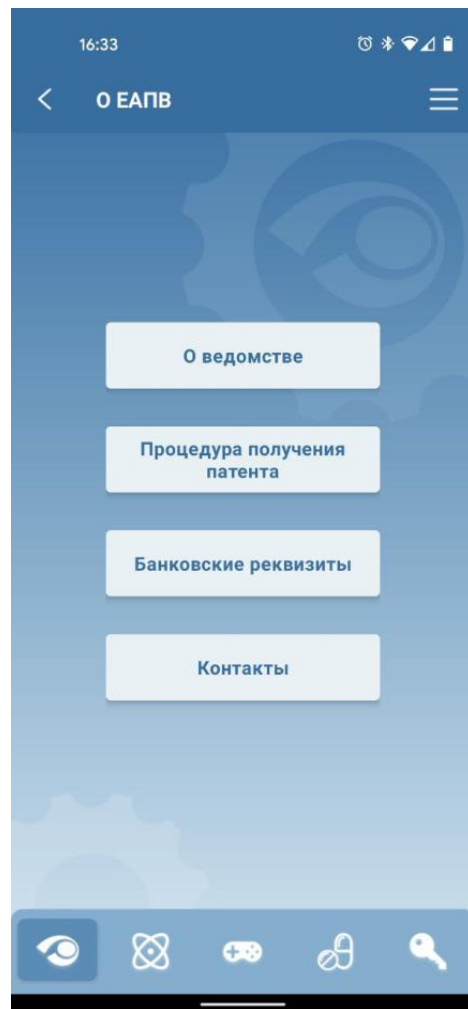 16:33
О ЕАПВ
О ведомстве
Процедура получения
патента
Банковские реквизиты
Контакты